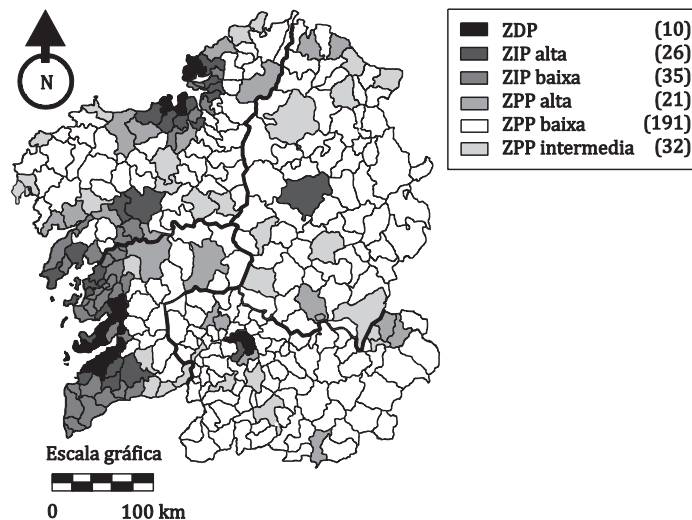 N
ZDP (10)
ZIP alta (26)
ZIP baixa (35)
ZPP alta (21)
ZPP baixa (191)
ZPP intermedia (32)
Escala gráfica
0 100 km